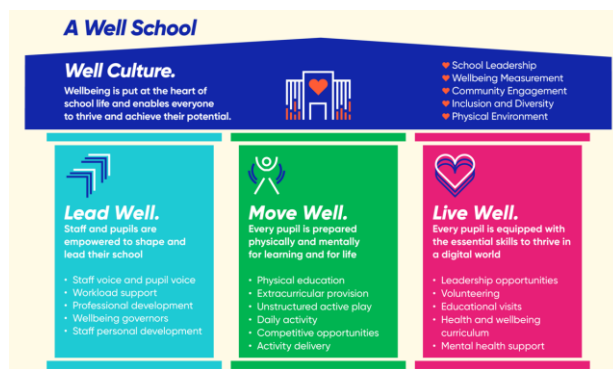 A Well School
Well Culture.
Wellbeing is put at the heart of
school life and enables everyone
to thrive and achieve their potential.
School Leadership
Wellbeing Measurement
Community Engagement
Inclusion and Diversity
Physical Environment
Lead Well.
Staff and pupils are
empowered to shape and
lead their school
• Staff voice and pupil voice
• Workload support
• Professional development
• Wellbeing governors
• Staff personal development
Move Well.
Every pupil is prepared
physically and mentally
for learning and for life
• Physical education
• Extracurricular provision
• Unstructured active play
• Daily activity
• Competitive opportunities
• Activity delivery
Live Well.
Every pupil is equipped with
the essential skills to thrive in
a digital world
• Leadership opportunities
• Volunteering
• Educational visits
• Health and wellbeing
curriculum
• Mental health support